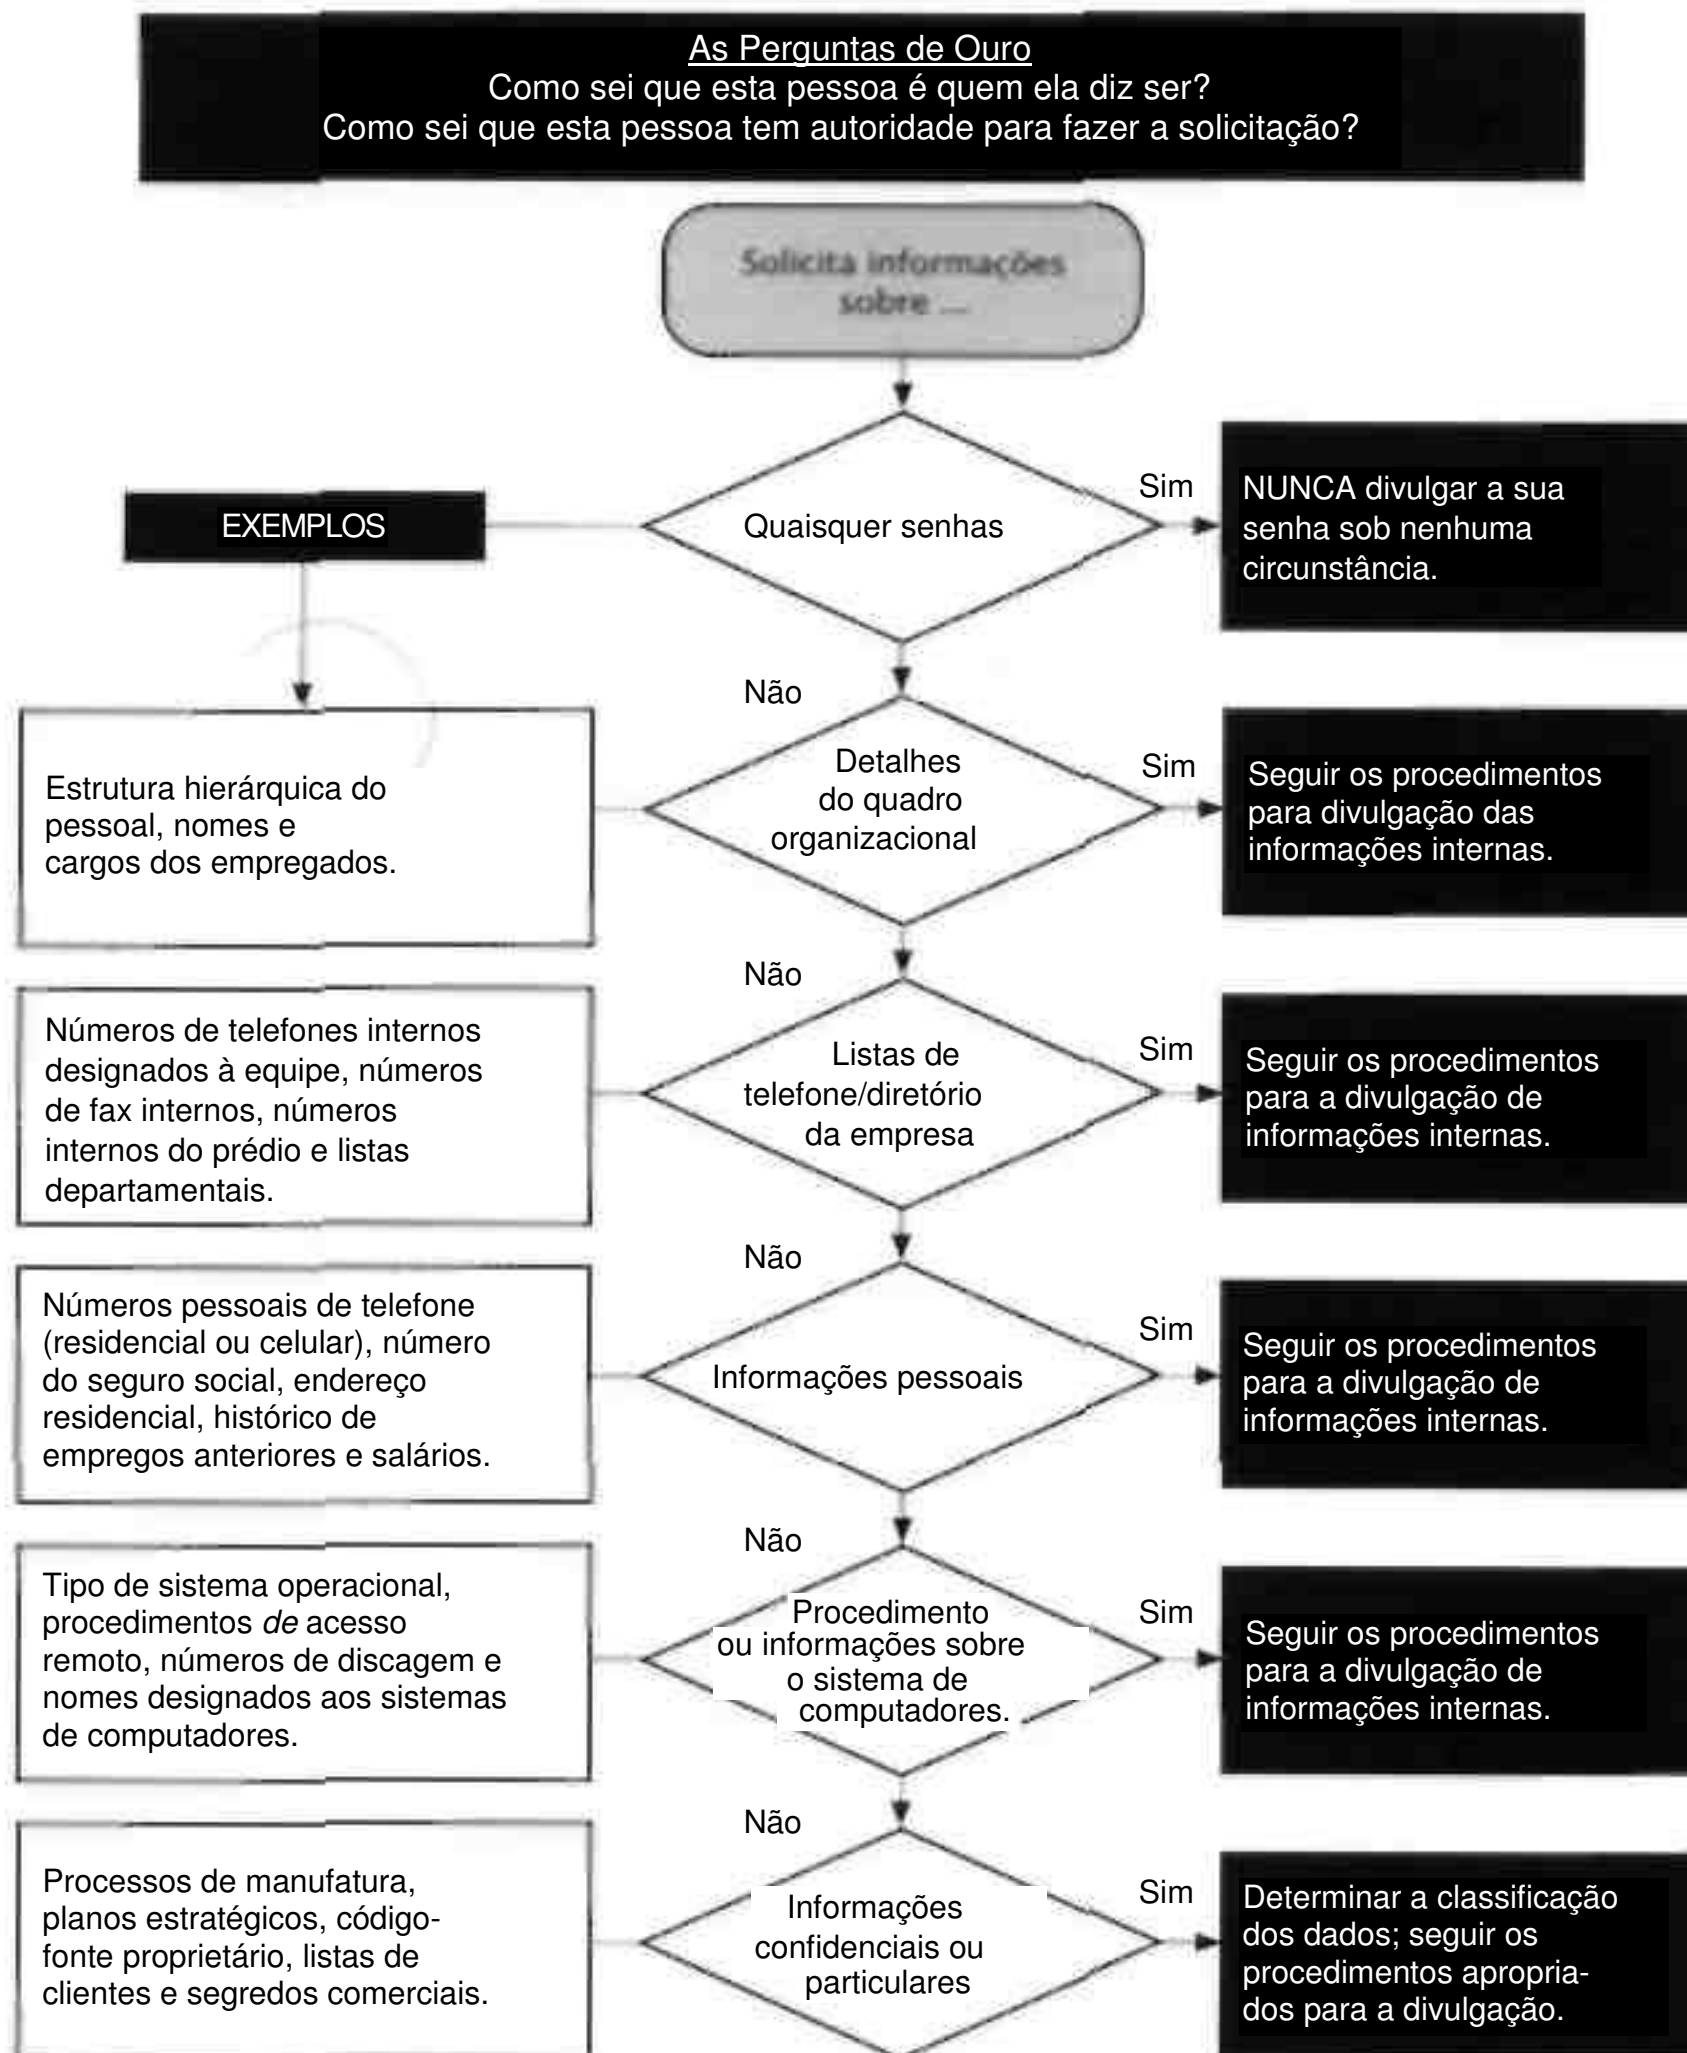 As Perguntas de Ouro
Como sei que esta pessoa é quem ela diz ser?
Como sei que esta pessoa tem autoridade para fazer a solicitação?
Solicita informações
sobre ...
EXEMPLOS
Quaisquer senhas
Sim
NUNCA divulgar a sua
senha sob nenhuma
circunstância.
Não
Estrutura hierárquica do
pessoal, nomes e
cargos dos empregados.
Detalhes
do quadro
organizacional
Sim
Seguir os procedimentos
para divulgação das
informações internas.
Não
Números de telefones internos
designados à equipe, números
de fax internos, números
internos do prédio e listas
departamentais.
Listas de
telefone/diretório
da empresa
Sim
Seguir os procedimentos
para a divulgação de
informações internas.
Não
Números pessoais de telefone
(residencial ou celular), número
do seguro social, endereço
residencial, histórico de
empregos anteriores e salários.
Informações pessoais
Sim
Seguir os procedimentos
para a divulgação de
informações internas.
Não
Tipo de sistema operacional,
procedimentos de acesso
remoto, números de discagem e
nomes designados aos sistemas
de computadores.
Procedimento
ou informações sobre
o sistema de
computadores.
Sim
Seguir os procedimentos
para a divulgação de
informações internas.
Não
Processos de manufatura,
planos estratégicos, código-
fonte proprietário, listas de
clientes e segredos comerciais.
Informações
confidenciais ou
particulares
Sim
Determinar a classificação
dos dados; seguir os
procedimentos apropria-
dos para a divulgação.